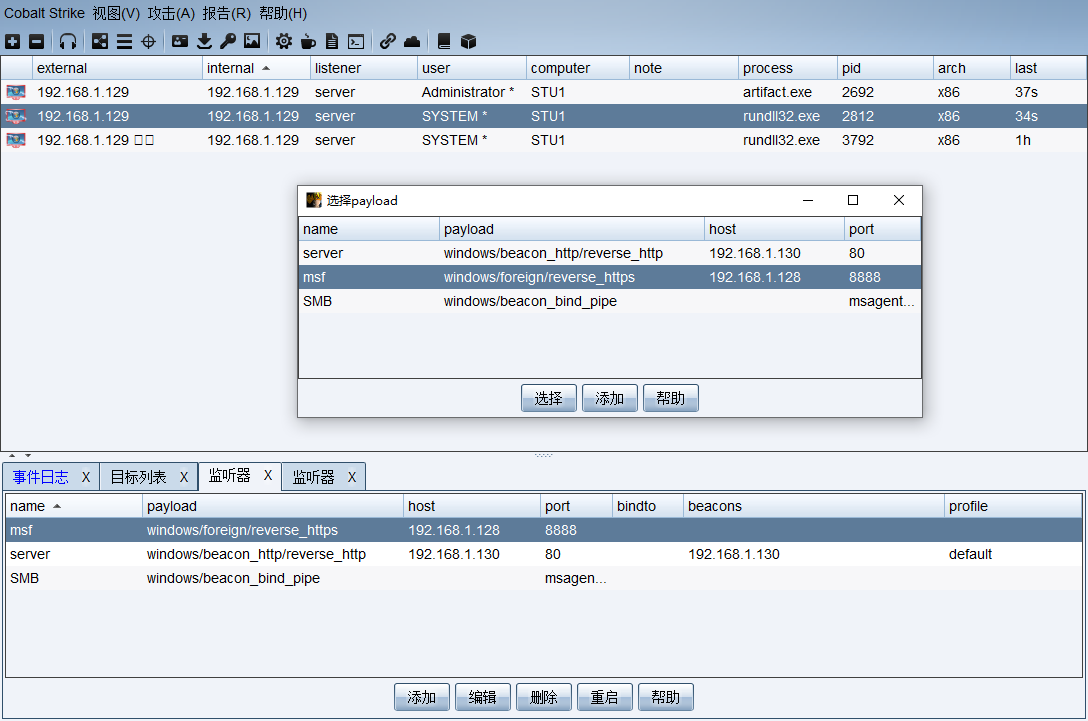 Cobalt Strike 视图(V) 攻击(A) 报告(R) 帮助(H)
external internal listener user computer note process pid arch last
192.168.1.129 192.168.1.129 server Administrator * STU1 artifact.exe 2692 x86 37s
192.168.1.129 192.168.1.129 server SYSTEM * STU1 rundll32.exe 2812 x86 34s
192.168.1.129 □□ 192.168.1.129 server SYSTEM * STU1 rundll32.exe 3792 x86 1h
选择payload
name payload host port
server windows/beacon_http/reverse_http 192.168.1.130 80
msf windows/foreign/reverse_https 192.168.1.128 8888
SMB windows/beacon_bind_pipe msagent...
选择 添加 帮助
事件日志 X 目标列表 X 监听器 X 监听器 X
name payload host port bindto beacons profile
msf windows/foreign/reverse_https 192.168.1.128 8888
server windows/beacon_http/reverse_http 192.168.1.130 80 192.168.1.130 default
SMB windows/beacon_bind_pipe msagen...
添加 编辑 删除 重启 帮助